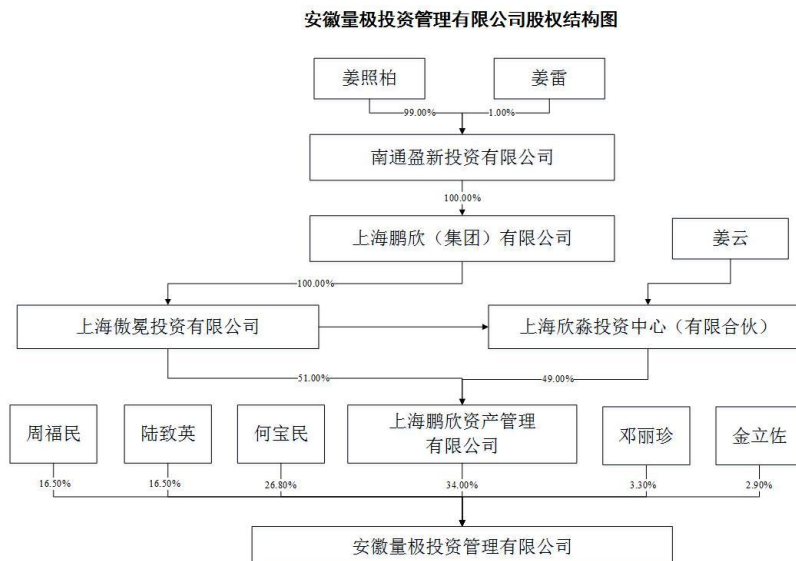 安徽量极投资管理有限公司股权结构图
姜照柏
姜雷
99.00%
1.00%
南通盈新投资有限公司
100.00%
上海鹏欣（集团）有限公司
姜云
100.00%
上海傲冕投资有限公司
上海欣淼投资中心（有限合伙）
51.00%
49.00%
周福民
陆致英
何宝民
上海鹏欣资产管理
有限公司
邓丽珍
金立佐
16.50%
16.50%
26.80%
34.00%
3.30%
2.90%
安徽量极投资管理有限公司